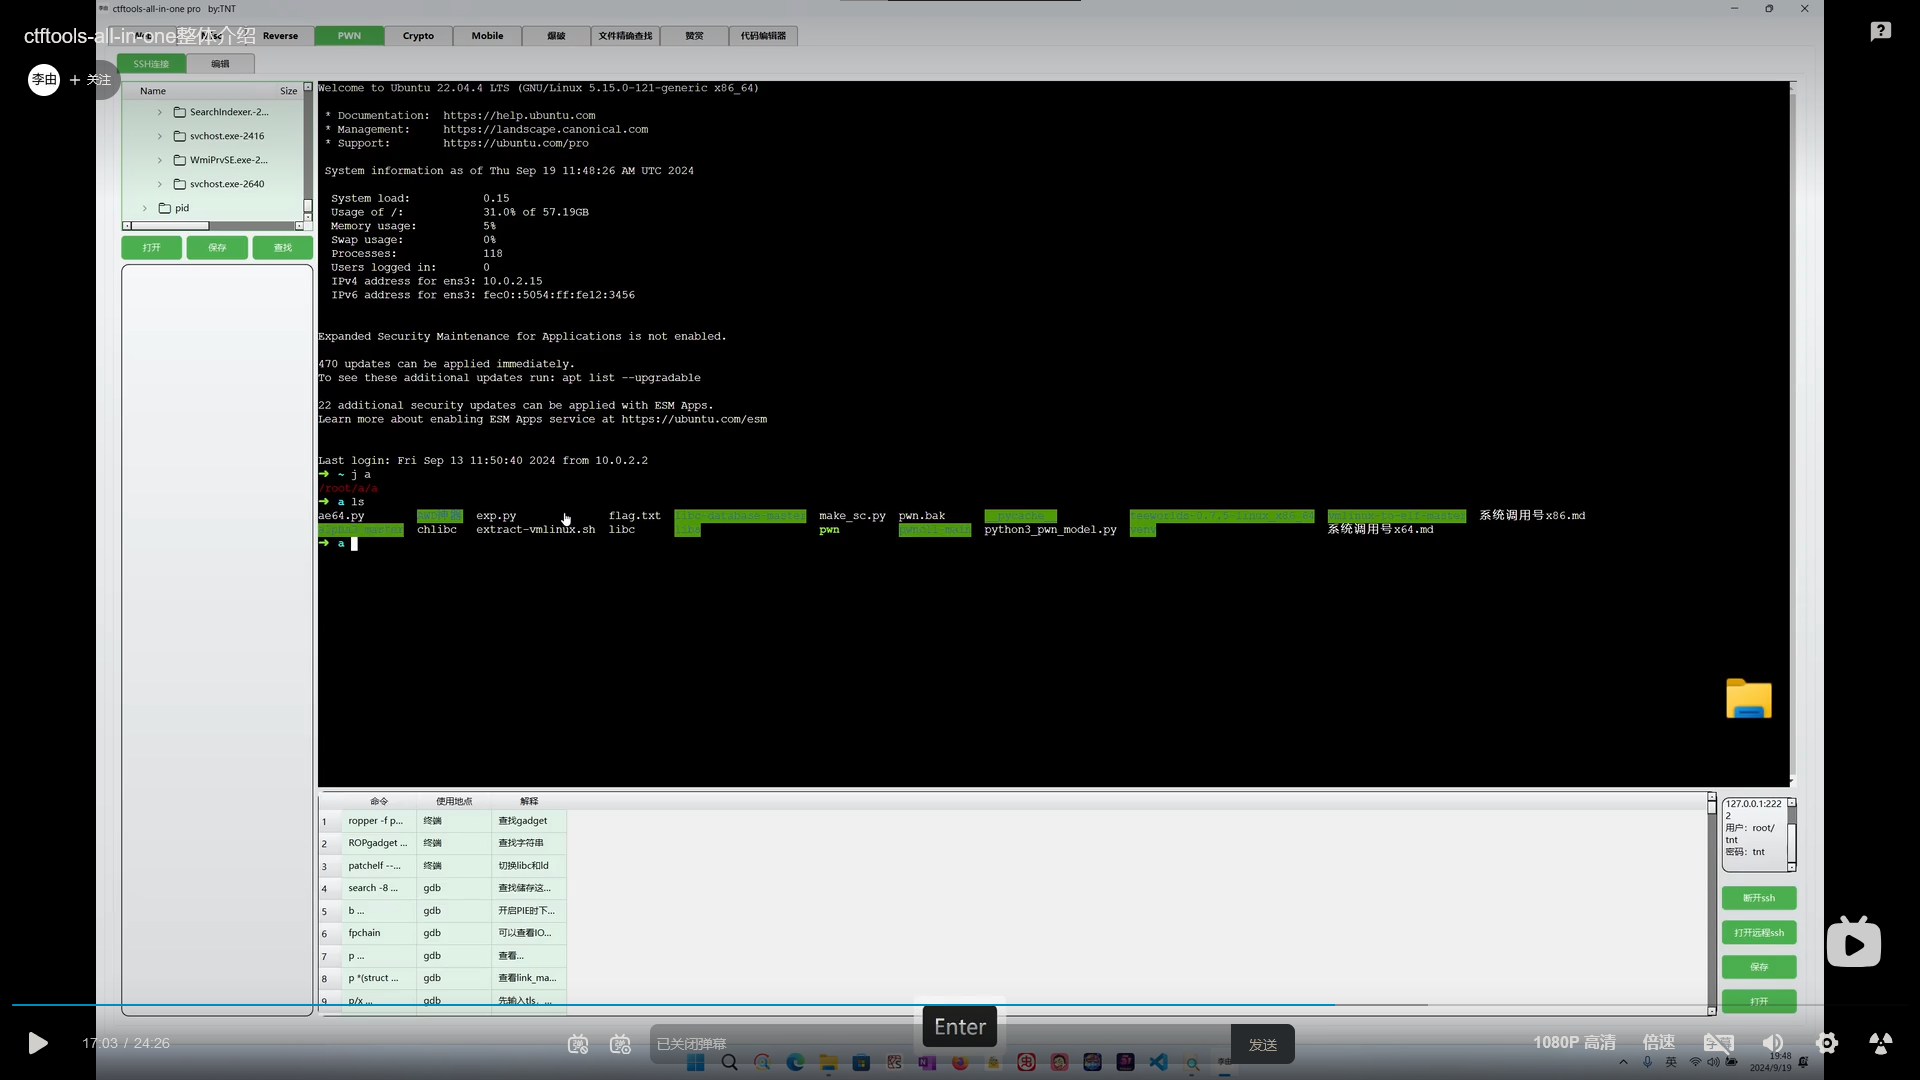 ctftools-all-in-one pro by:TNT
ctftools-all-in-one整体介绍
Reverse PWN Crypto Mobile 爆破 文件精确查找 赞赏 代码编辑器
SSH连接 编辑
李由 + 关注
Name Size
SearchIndexer.-2...
svchost.exe-2416
WmiPrvSE.exe-2...
svchost.exe-2640
pid
打开 保存 查找
Welcome to Ubuntu 22.04.4 LTS (GNU/Linux 5.15.0-121-generic x86_64)
* Documentation: https://help.ubuntu.com
* Management: https://landscape.canonical.com
* Support: https://ubuntu.com/pro
System information as of Thu Sep 19 11:48:26 AM UTC 2024
System load: 0.15
Usage of /: 31.0% of 57.19GB
Memory usage: 5%
Swap usage: 0%
Processes: 118
Users logged in: 0
IPv4 address for ens3: 10.0.2.15
IPv6 address for ens3: fec0::5054:ff:fe12:3456
Expanded Security Maintenance for Applications is not enabled.
470 updates can be applied immediately.
To see these additional updates run: apt list --upgradable
22 additional security updates can be applied with ESM Apps.
Learn more about enabling ESM Apps service at https://ubuntu.com/esm
Last login: Fri Sep 13 11:50:40 2024 from 10.0.2.2
➜ ~ j a
/root/a/a
➜ a ls
ae64.py exp.py flag.txt libc-database-master make_sc.py pwn.bak __pycache__ vmlinux-to-elf-master 系统调用号x86.md
chlibc extract-vmlinux.sh libc libs pwn python3_pwn_model.py venv 系统调用号x64.md
➜ a
命令 使用地点 解释
1 ropper -f p... 终端 查找gadget
2 ROPgadget ... 终端 查找字符串
3 patchelf --... 终端 切换libc和ld
4 search -8 ... gdb 查找储存这...
5 b ... gdb 开启PIE时下...
6 fpchain gdb 可以查看IO...
7 p ... gdb 查看...
8 p *(struct ... gdb 查看link_ma...
9 p/x ... gdb 先输入tls，...
127.0.0.1:222
2
用户：root/
tnt
密码：tnt
断开ssh
打开远程ssh
保存
打开
Enter
17:03 / 24:26
已关闭弹幕 发送
1080P 高清 倍速
英
19:48
2024/9/19